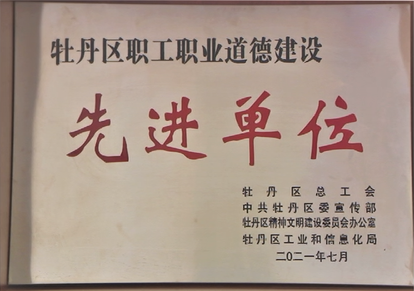 牡丹区职工职业道德建设
先进单位
牡丹区总工会
中共牡丹区委宣传部
牡丹区精神文明建设委员会办公室
牡丹区工业和信息化局
二〇二一年七月